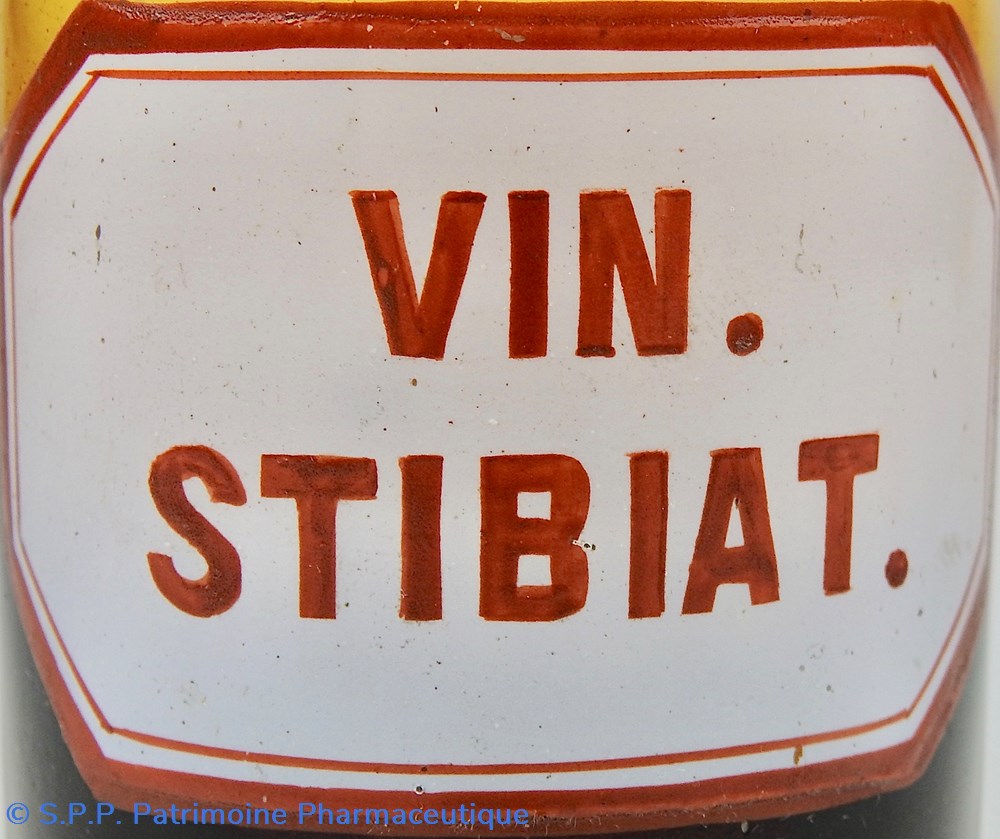 VIN.
STIBIAT.
© S.P.P. Patrimoine Pharmaceutique